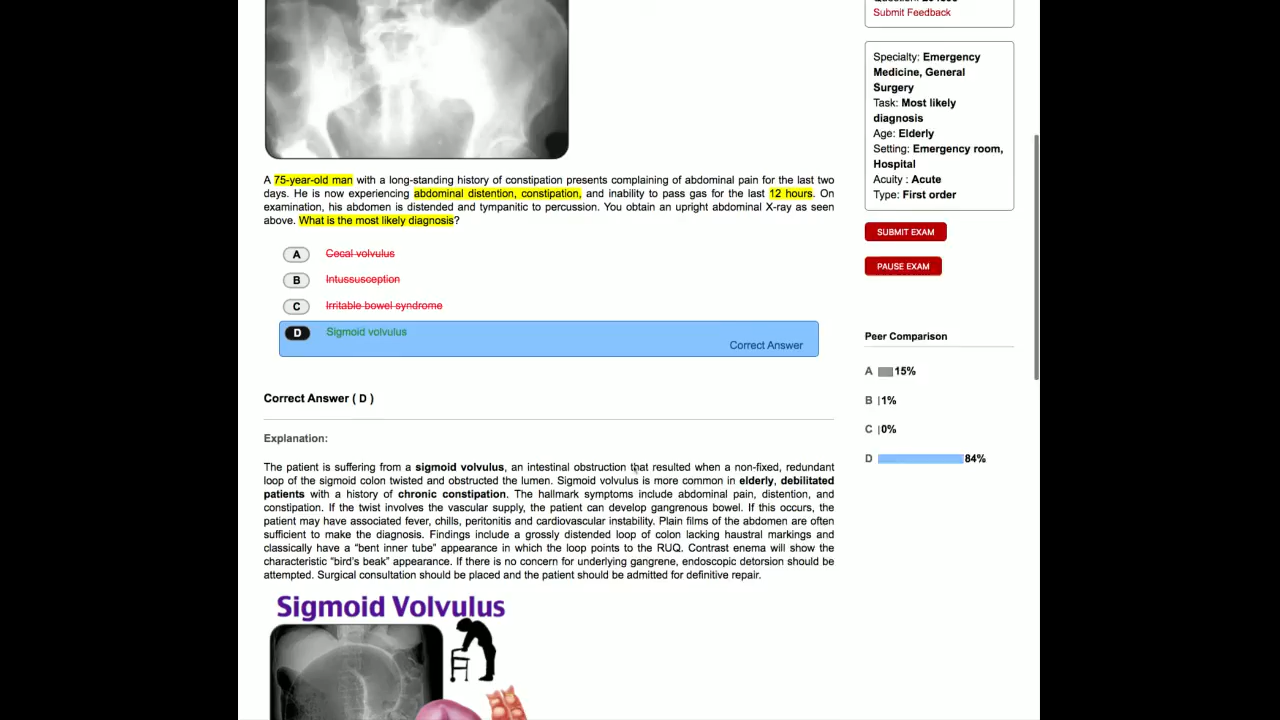 Submit Feedback
Specialty: Emergency
Medicine, General
Surgery
Task: Most likely
diagnosis
Age: Elderly
Setting: Emergency room,
Hospital
Acuity : Acute
Type: First order
SUBMIT EXAM
PAUSE EXAM
A 75-year-old man with a long-standing history of constipation presents complaining of abdominal pain for the last two
days. He is now experiencing abdominal distention, constipation, and inability to pass gas for the last 12 hours. On
examination, his abdomen is distended and tympanitic to percussion. You obtain an upright abdominal X-ray as seen
above. What is the most likely diagnosis?
A Cecal volvulus
B Intussusception
C Irritable bowel syndrome
D Sigmoid volvulus
Correct Answer
Peer Comparison
A 15%
B 1%
C 0%
D 84%
Correct Answer ( D )
Explanation:
The patient is suffering from a sigmoid volvulus, an intestinal obstruction that resulted when a non-fixed, redundant
loop of the sigmoid colon twisted and obstructed the lumen. Sigmoid volvulus is more common in elderly, debilitated
patients with a history of chronic constipation. The hallmark symptoms include abdominal pain, distention, and
constipation. If the twist involves the vascular supply, the patient can develop gangrenous bowel. If this occurs, the
patient may have associated fever, chills, peritonitis and cardiovascular instability. Plain films of the abdomen are often
sufficient to make the diagnosis. Findings include a grossly distended loop of colon lacking haustral markings and
classically have a “bent inner tube” appearance in which the loop points to the RUQ. Contrast enema will show the
characteristic “bird’s beak” appearance. If there is no concern for underlying gangrene, endoscopic detorsion should be
attempted. Surgical consultation should be placed and the patient should be admitted for definitive repair.
Sigmoid Volvulus